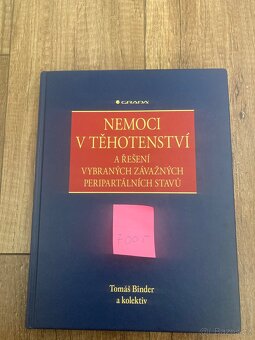 GRADA
NEMOCI
V TĚHOTENSTVÍ
A ŘEŠENÍ
VYBRANÝCH ZÁVAŽNÝCH
PERIPARTÁLNÍCH STAVŮ
Tomáš Binder
a kolektiv